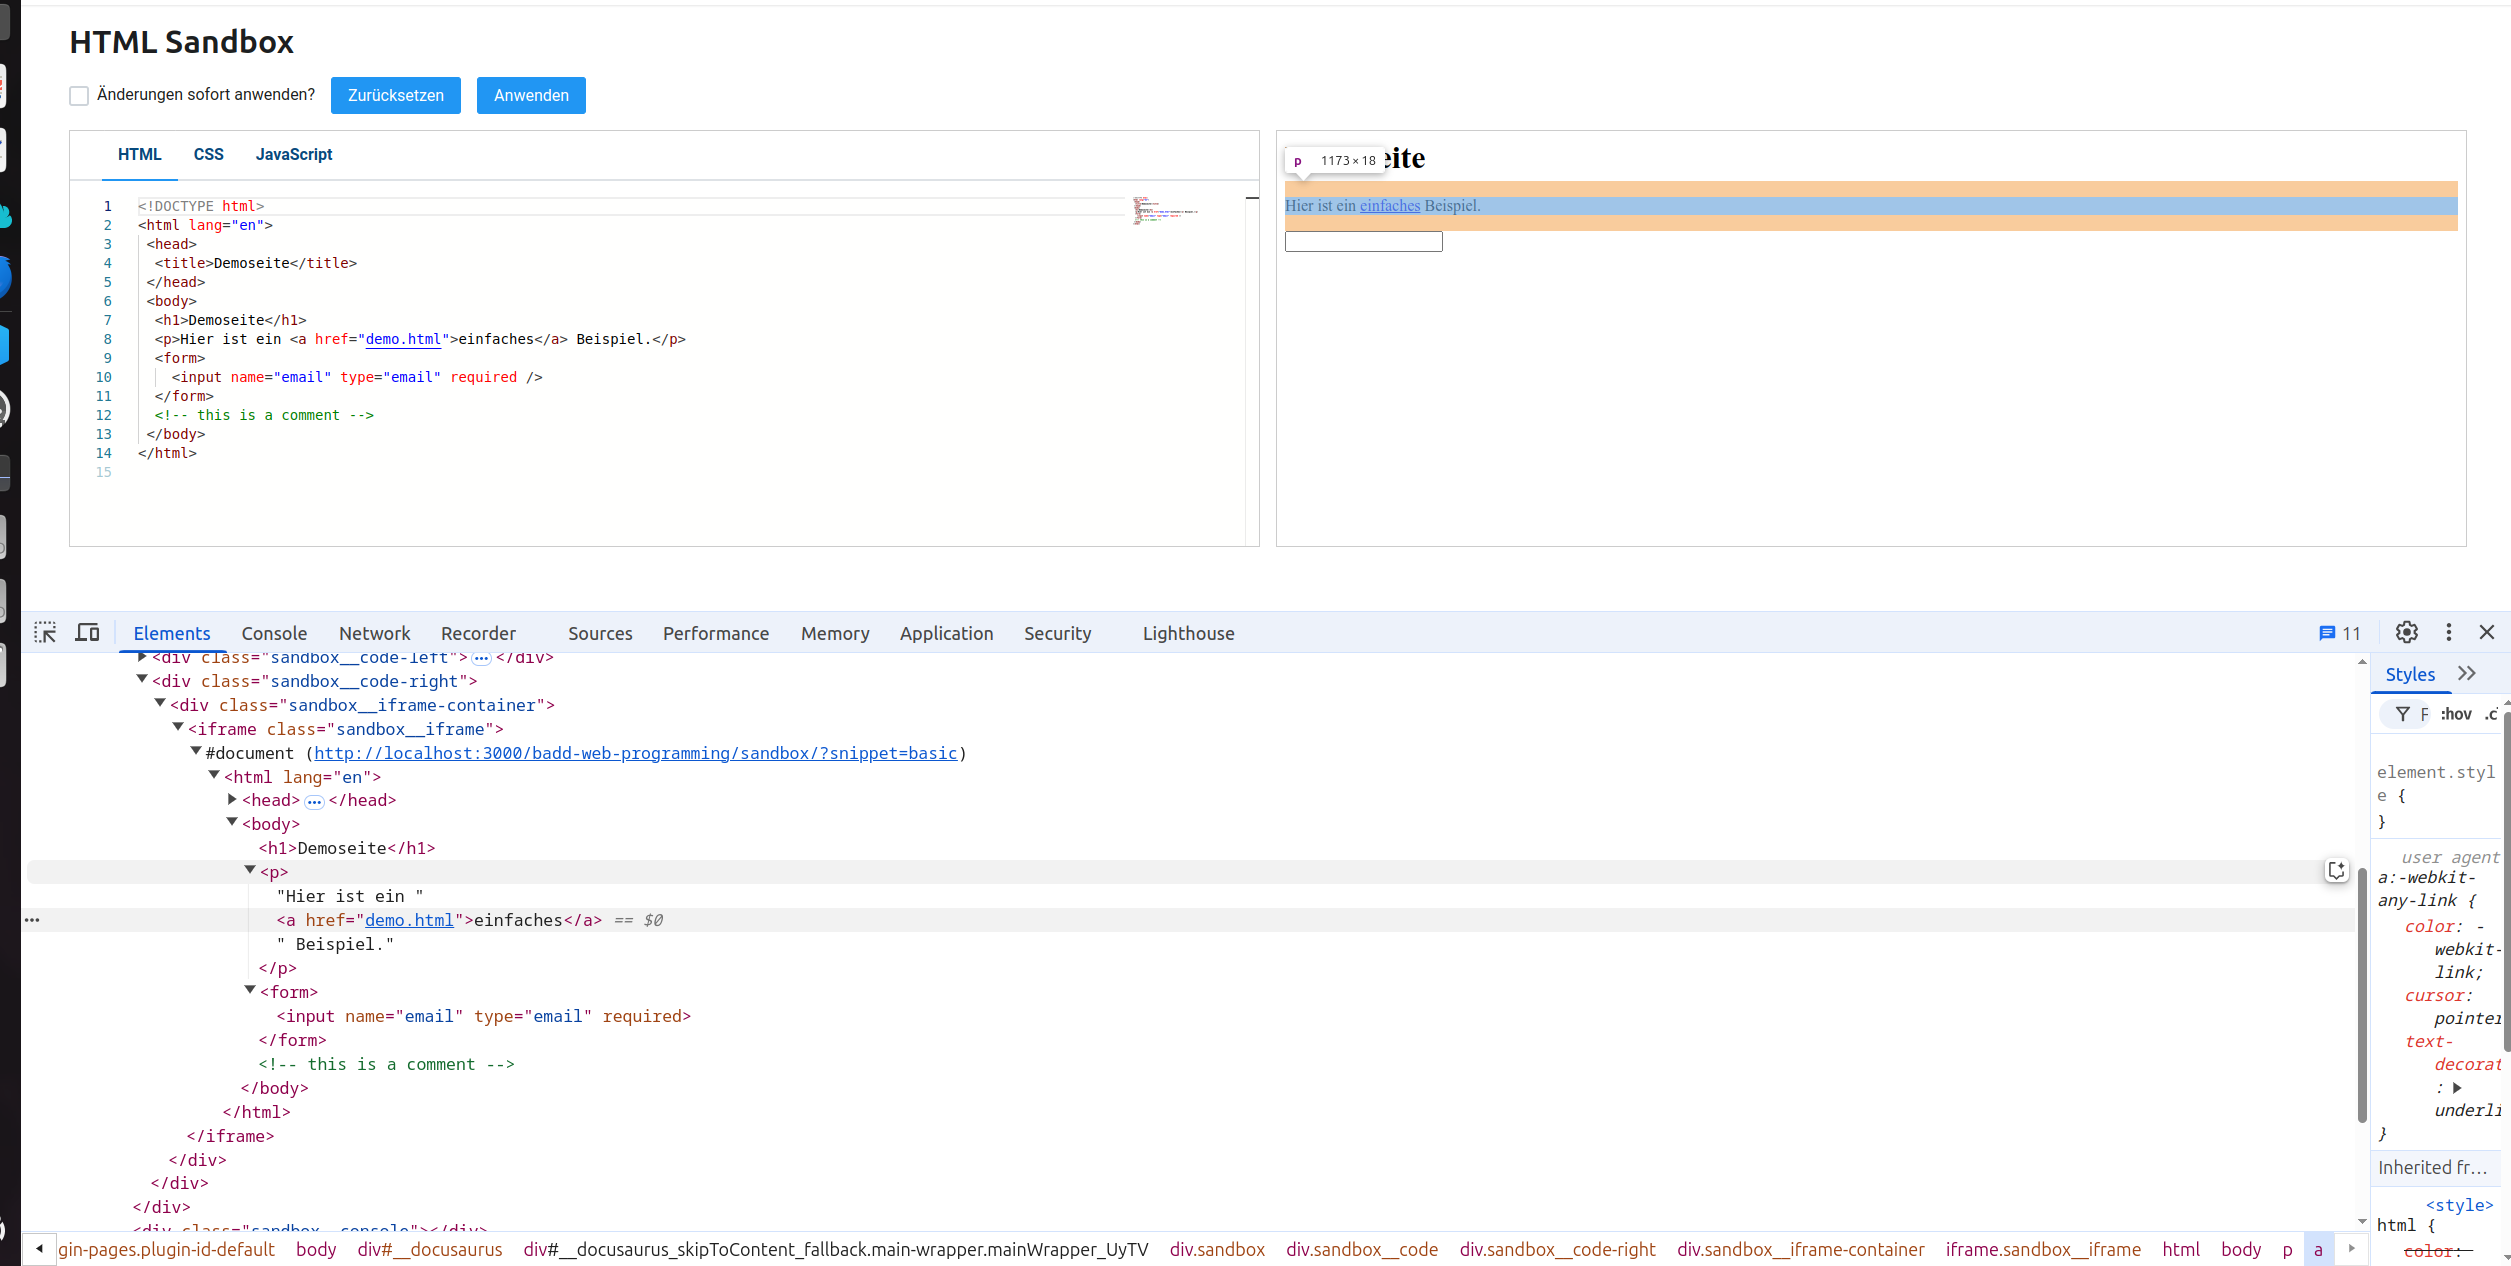 HTML Sandbox
Änderungen sofort anwenden?
Zurücksetzen
Anwenden
HTML CSS JavaScript
1 <!DOCTYPE html>
2 <html lang="en">
3 <head>
4 <title>Demoseite</title>
5 </head>
6 <body>
7 <h1>Demoseite</h1>
8 <p>Hier ist ein <a href="demo.html">einfaches</a> Beispiel.</p>
9 <form>
10 <input name="email" type="email" required />
11 </form>
12 <!-- this is a comment -->
13 </body>
14 </html>
15
p 1173 × 18
eite
Hier ist ein einfaches Beispiel.
Elements Console Network Recorder Sources Performance Memory Application Security Lighthouse 11
<div class="sandbox__code-left"> ••• </div>
<div class="sandbox__code-right">
<div class="sandbox__iframe-container">
<iframe class="sandbox__iframe">
#document (http://localhost:3000/badd-web-programming/sandbox/?snippet=basic)
<html lang="en">
<head> ••• </head>
<body>
<h1>Demoseite</h1>
<p>
"Hier ist ein "
<a href="demo.html">einfaches</a> == $0
" Beispiel."
</p>
<form>
<input name="email" type="email" required>
</form>
<!-- this is a comment -->
</body>
</html>
</iframe>
</div>
</div>
</div>
<div class="sandbox__console"></div>
gin-pages.plugin-id-default body div#__docusaurus div#__docusaurus_skipToContent_fallback.main-wrapper.mainWrapper_UyTV div.sandbox div.sandbox__code div.sandbox__code-right div.sandbox__iframe-container iframe.sandbox__iframe html body p a
Styles
F :hov .c
element.styl
e {
}
user agent
a:-webkit-
any-link {
color: -
webkit-
link;
cursor:
pointer
text-
decorat
:
underli
}
Inherited fr…
<style>
html {
color: